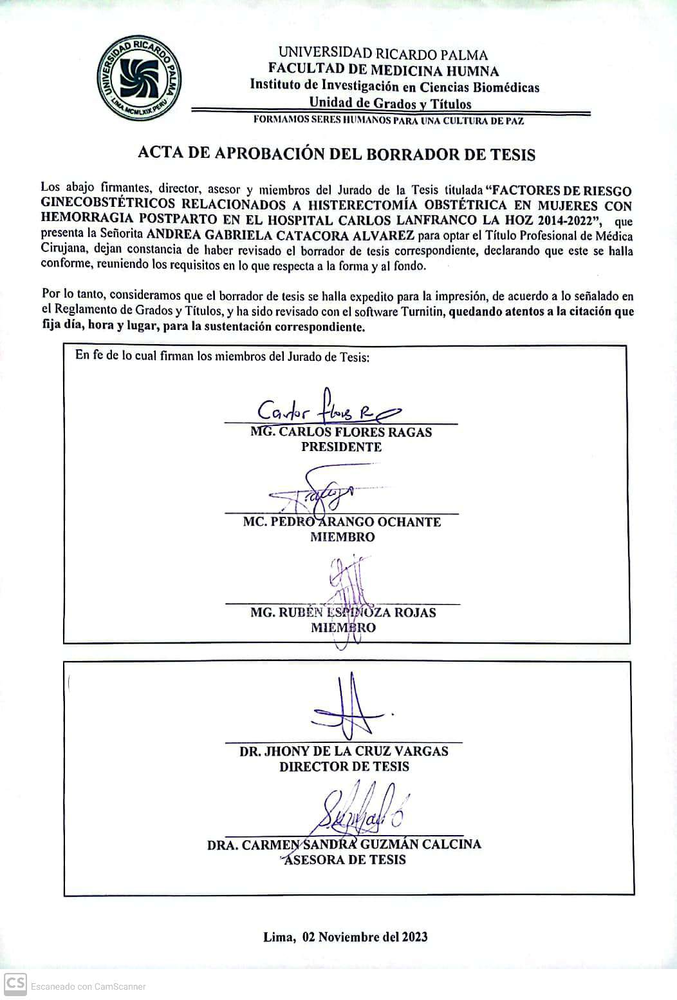 UNIVERSIDAD RICARDO PALMA
LIMA, MCMLXIX, PERU
UNIVERSIDAD RICARDO PALMA
FACULTAD DE MEDICINA HUMNA
Instituto de Investigación en Ciencias Biomédicas
Unidad de Grados y Títulos
FORMAMOS SERES HUMANOS PARA UNA CULTURA DE PAZ
ACTA DE APROBACIÓN DEL BORRADOR DE TESIS
Los abajo firmantes, director, asesor y miembros del Jurado de la Tesis titulada “FACTORES DE RIESGO
GINECOBSTÉTRICOS RELACIONADOS A HISTERECTOMÍA OBSTÉTRICA EN MUJERES CON
HEMORRAGIA POSTPARTO EN EL HOSPITAL CARLOS LANFRANCO LA HOZ 2014-2022”, que
presenta la Señorita ANDREA GABRIELA CATACORA ALVAREZ para optar el Título Profesional de Médica
Cirujana, dejan constancia de haber revisado el borrador de tesis correspondiente, declarando que este se halla
conforme, reuniendo los requisitos en lo que respecta a la forma y al fondo.
Por lo tanto, consideramos que el borrador de tesis se halla expedito para la impresión, de acuerdo a lo señalado en
el Reglamento de Grados y Títulos, y ha sido revisado con el software Turnitin, quedando atentos a la citación que
fija día, hora y lugar, para la sustentación correspondiente.
En fe de lo cual firman los miembros del Jurado de Tesis:
Carlos Flores R
MG. CARLOS FLORES RAGAS
PRESIDENTE
MC. PEDRO ARANGO OCHANTE
MIEMBRO
MG. RUBÉN ESPINOZA ROJAS
MIEMBRO
DR. JHONY DE LA CRUZ VARGAS
DIRECTOR DE TESIS
DRA. CARMEN SANDRA GUZMÁN CALCINA
ASESORA DE TESIS
Lima, 02 Noviembre del 2023
CS Escaneado con CamScanner